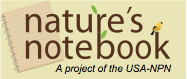 nature's
notebook
A project of the USA-NPN